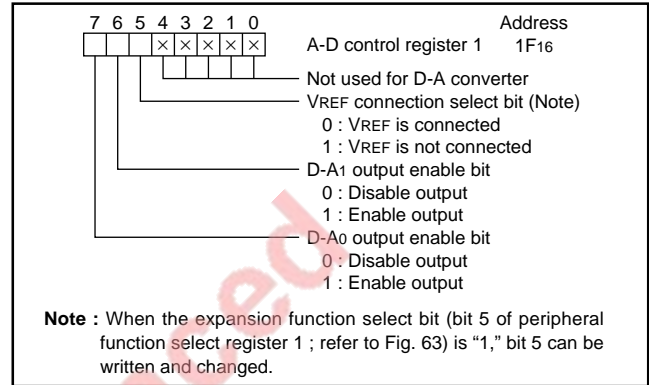 7 6 5 4 3 2 1 0 Address
× × × × × A-D control register 1 1F16
Not used for D-A converter
VREF connection select bit (Note)
0 : VREF is connected
1 : VREF is not connected
D-A1 output enable bit
0 : Disable output
1 : Enable output
D-A0 output enable bit
0 : Disable output
1 : Enable output
Note : When the expansion function select bit (bit 5 of peripheral
function select register 1 ; refer to Fig. 63) is “1,” bit 5 can be
written and changed.